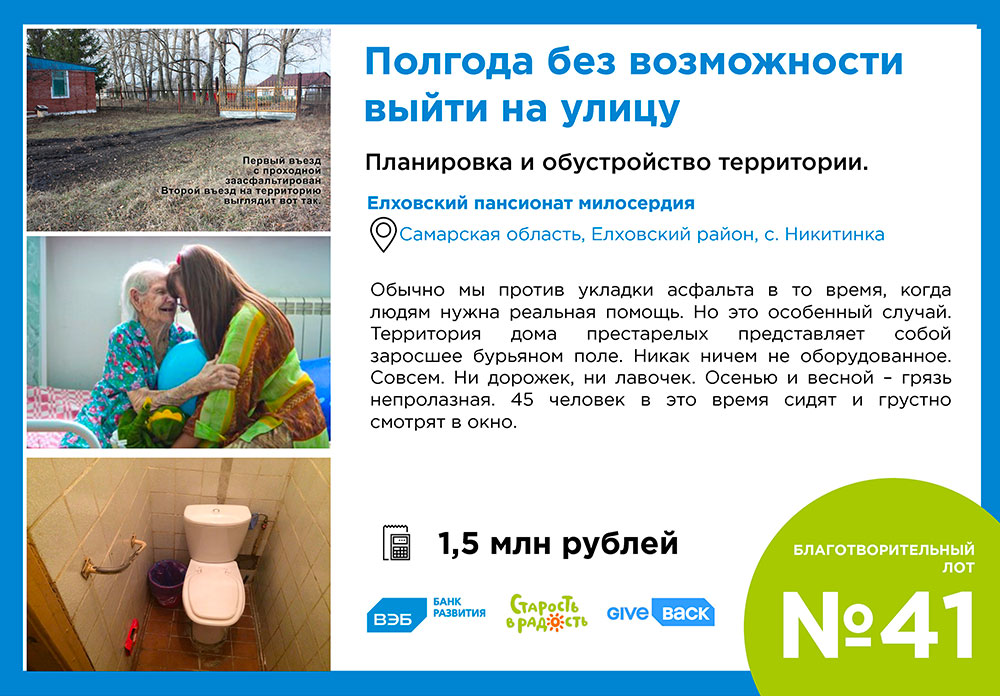 Полгода без возможности
выйти на улицу
Планировка и обустройство территории.
Елховский пансионат милосердия
Самарская область, Елховский район, с. Никитинка
Первый въезд
с проходной
заасфальтирован
Второй въезд на территорию
выглядит вот так.
Обычно мы против укладки асфальта в то время, когда
людям нужна реальная помощь. Но это особенный случай.
Территория дома престарелых представляет собой
заросшее бурьяном поле. Никак ничем не оборудованное.
Совсем. Ни дорожек, ни лавочек. Осенью и весной – грязь
непролазная. 45 человек в это время сидят и грустно
смотрят в окно.
1,5 млн рублей
ВЭБ БАНК
РАЗВИТИЯ
Старость
в радость
GIVE BACK
БЛАГОТВОРИТЕЛЬНЫЙ
ЛОТ
№41